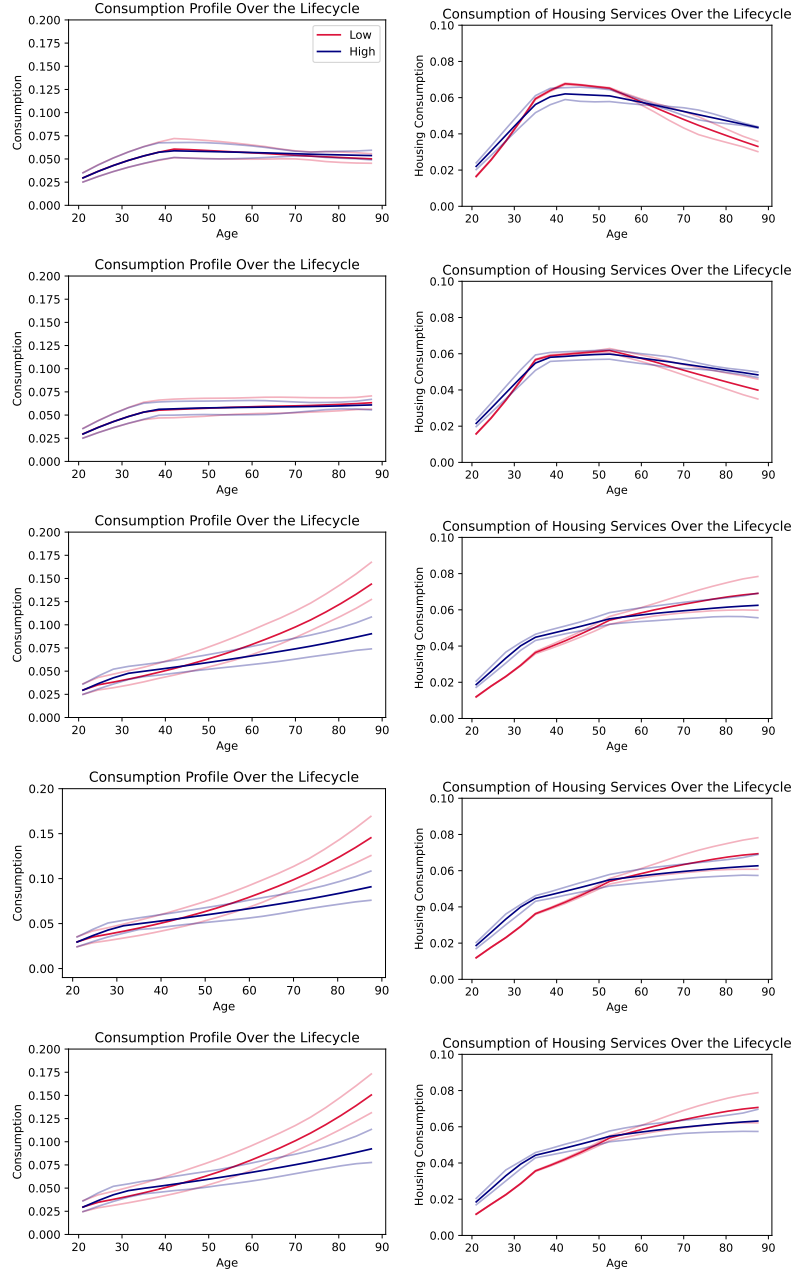 Consumption Profile Over the Lifecycle
0.200
0.175
0.150
0.125
0.100
0.075
0.050
0.025
0.000
Consumption
Low
High
20 30 40 50 60 70 80 90
Age
Consumption of Housing Services Over the Lifecycle
0.10
0.08
0.06
0.04
0.02
0.00
Housing Consumption
20 30 40 50 60 70 80 90
Age
Consumption Profile Over the Lifecycle
0.200
0.175
0.150
0.125
0.100
0.075
0.050
0.025
0.000
Consumption
20 30 40 50 60 70 80 90
Age
Consumption of Housing Services Over the Lifecycle
0.10
0.08
0.06
0.04
0.02
0.00
Housing Consumption
20 30 40 50 60 70 80 90
Age
Consumption Profile Over the Lifecycle
0.200
0.175
0.150
0.125
0.100
0.075
0.050
0.025
0.000
Consumption
20 30 40 50 60 70 80 90
Age
Consumption of Housing Services Over the Lifecycle
0.10
0.08
0.06
0.04
0.02
0.00
Housing Consumption
20 30 40 50 60 70 80 90
Age
Consumption Profile Over the Lifecycle
0.20
0.15
0.10
0.05
0.00
Consumption
20 30 40 50 60 70 80 90
Age
Consumption of Housing Services Over the Lifecycle
0.10
0.08
0.06
0.04
0.02
0.00
Housing Consumption
20 30 40 50 60 70 80 90
Age
Consumption Profile Over the Lifecycle
0.200
0.175
0.150
0.125
0.100
0.075
0.050
0.025
0.000
Consumption
20 30 40 50 60 70 80 90
Age
Consumption of Housing Services Over the Lifecycle
0.10
0.08
0.06
0.04
0.02
0.00
Housing Consumption
20 30 40 50 60 70 80 90
Age